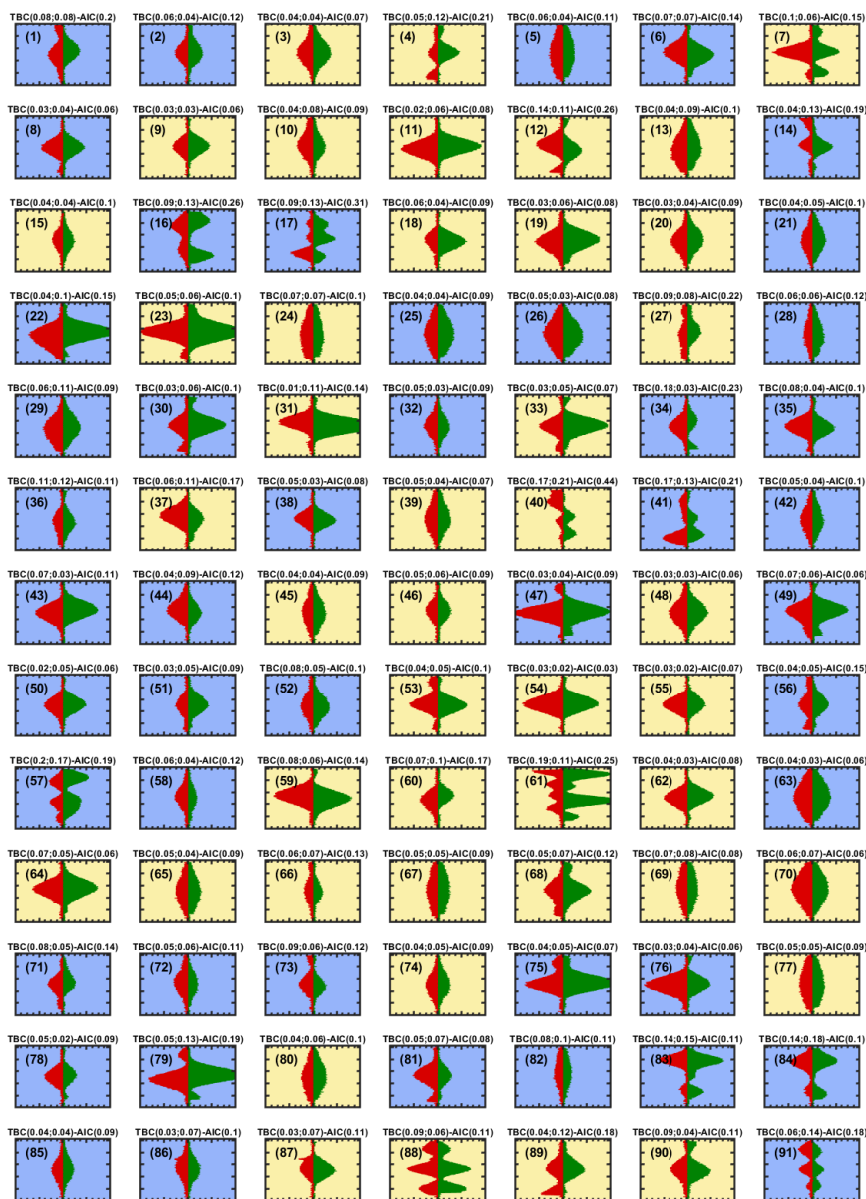 TBC(0.08;0.08)-AIC(0.2) TBC(0.06;0.04)-AIC(0.12) TBC(0.04;0.04)-AIC(0.07) TBC(0.05;0.12)-AIC(0.21) TBC(0.06;0.04)-AIC(0.11) TBC(0.07;0.07)-AIC(0.14) TBC(0.1;0.06)-AIC(0.15)
(1) (2) (3) (4) (5) (6) (7)
TBC(0.03;0.04)-AIC(0.06) TBC(0.03;0.03)-AIC(0.06) TBC(0.04;0.08)-AIC(0.09) TBC(0.02;0.06)-AIC(0.08) TBC(0.14;0.11)-AIC(0.26) TBC(0.04;0.09)-AIC(0.1) TBC(0.04;0.13)-AIC(0.19)
(8) (9) (10) (11) (12) (13) (14)
TBC(0.04;0.04)-AIC(0.1) TBC(0.09;0.13)-AIC(0.26) TBC(0.09;0.13)-AIC(0.31) TBC(0.06;0.04)-AIC(0.09) TBC(0.03;0.06)-AIC(0.08) TBC(0.03;0.04)-AIC(0.09) TBC(0.04;0.05)-AIC(0.1)
(15) (16) (17) (18) (19) (20) (21)
TBC(0.04;0.1)-AIC(0.15) TBC(0.05;0.06)-AIC(0.1) TBC(0.07;0.07)-AIC(0.1) TBC(0.04;0.04)-AIC(0.09) TBC(0.05;0.03)-AIC(0.08) TBC(0.09;0.08)-AIC(0.22) TBC(0.06;0.06)-AIC(0.12)
(22) (23) (24) (25) (26) (27) (28)
TBC(0.06;0.11)-AIC(0.09) TBC(0.03;0.06)-AIC(0.1) TBC(0.01;0.11)-AIC(0.14) TBC(0.05;0.03)-AIC(0.09) TBC(0.03;0.05)-AIC(0.07) TBC(0.18;0.03)-AIC(0.23) TBC(0.08;0.04)-AIC(0.1)
(29) (30) (31) (32) (33) (34) (35)
TBC(0.11;0.12)-AIC(0.11) TBC(0.06;0.11)-AIC(0.17) TBC(0.05;0.03)-AIC(0.08) TBC(0.05;0.04)-AIC(0.07) TBC(0.17;0.21)-AIC(0.44) TBC(0.17;0.13)-AIC(0.21) TBC(0.05;0.04)-AIC(0.1)
(36) (37) (38) (39) (40) (41) (42)
TBC(0.07;0.03)-AIC(0.11) TBC(0.04;0.09)-AIC(0.12) TBC(0.04;0.04)-AIC(0.09) TBC(0.05;0.06)-AIC(0.09) TBC(0.03;0.04)-AIC(0.09) TBC(0.03;0.03)-AIC(0.06) TBC(0.07;0.06)-AIC(0.06)
(43) (44) (45) (46) (47) (48) (49)
TBC(0.02;0.05)-AIC(0.06) TBC(0.03;0.05)-AIC(0.09) TBC(0.08;0.05)-AIC(0.1) TBC(0.04;0.05)-AIC(0.1) TBC(0.03;0.02)-AIC(0.03) TBC(0.03;0.02)-AIC(0.07) TBC(0.04;0.05)-AIC(0.15)
(50) (51) (52) (53) (54) (55) (56)
TBC(0.2;0.17)-AIC(0.19) TBC(0.06;0.04)-AIC(0.12) TBC(0.08;0.06)-AIC(0.14) TBC(0.07;0.1)-AIC(0.17) TBC(0.19;0.11)-AIC(0.25) TBC(0.04;0.03)-AIC(0.08) TBC(0.04;0.03)-AIC(0.06)
(57) (58) (59) (60) (61) (62) (63)
TBC(0.07;0.05)-AIC(0.06) TBC(0.05;0.04)-AIC(0.09) TBC(0.06;0.07)-AIC(0.13) TBC(0.05;0.05)-AIC(0.09) TBC(0.05;0.07)-AIC(0.12) TBC(0.07;0.08)-AIC(0.08) TBC(0.06;0.07)-AIC(0.06)
(64) (65) (66) (67) (68) (69) (70)
TBC(0.08;0.05)-AIC(0.14) TBC(0.05;0.06)-AIC(0.11) TBC(0.09;0.06)-AIC(0.12) TBC(0.04;0.05)-AIC(0.09) TBC(0.04;0.05)-AIC(0.07) TBC(0.03;0.04)-AIC(0.06) TBC(0.05;0.05)-AIC(0.09)
(71) (72) (73) (74) (75) (76) (77)
TBC(0.05;0.02)-AIC(0.09) TBC(0.05;0.13)-AIC(0.19) TBC(0.04;0.06)-AIC(0.1) TBC(0.05;0.07)-AIC(0.08) TBC(0.08;0.1)-AIC(0.11) TBC(0.14;0.15)-AIC(0.11) TBC(0.14;0.18)-AIC(0.1)
(78) (79) (80) (81) (82) (83) (84)
TBC(0.04;0.04)-AIC(0.09) TBC(0.03;0.07)-AIC(0.1) TBC(0.03;0.07)-AIC(0.11) TBC(0.09;0.06)-AIC(0.11) TBC(0.04;0.12)-AIC(0.18) TBC(0.09;0.04)-AIC(0.11) TBC(0.06;0.14)-AIC(0.18)
(85) (86) (87) (88) (89) (90) (91)